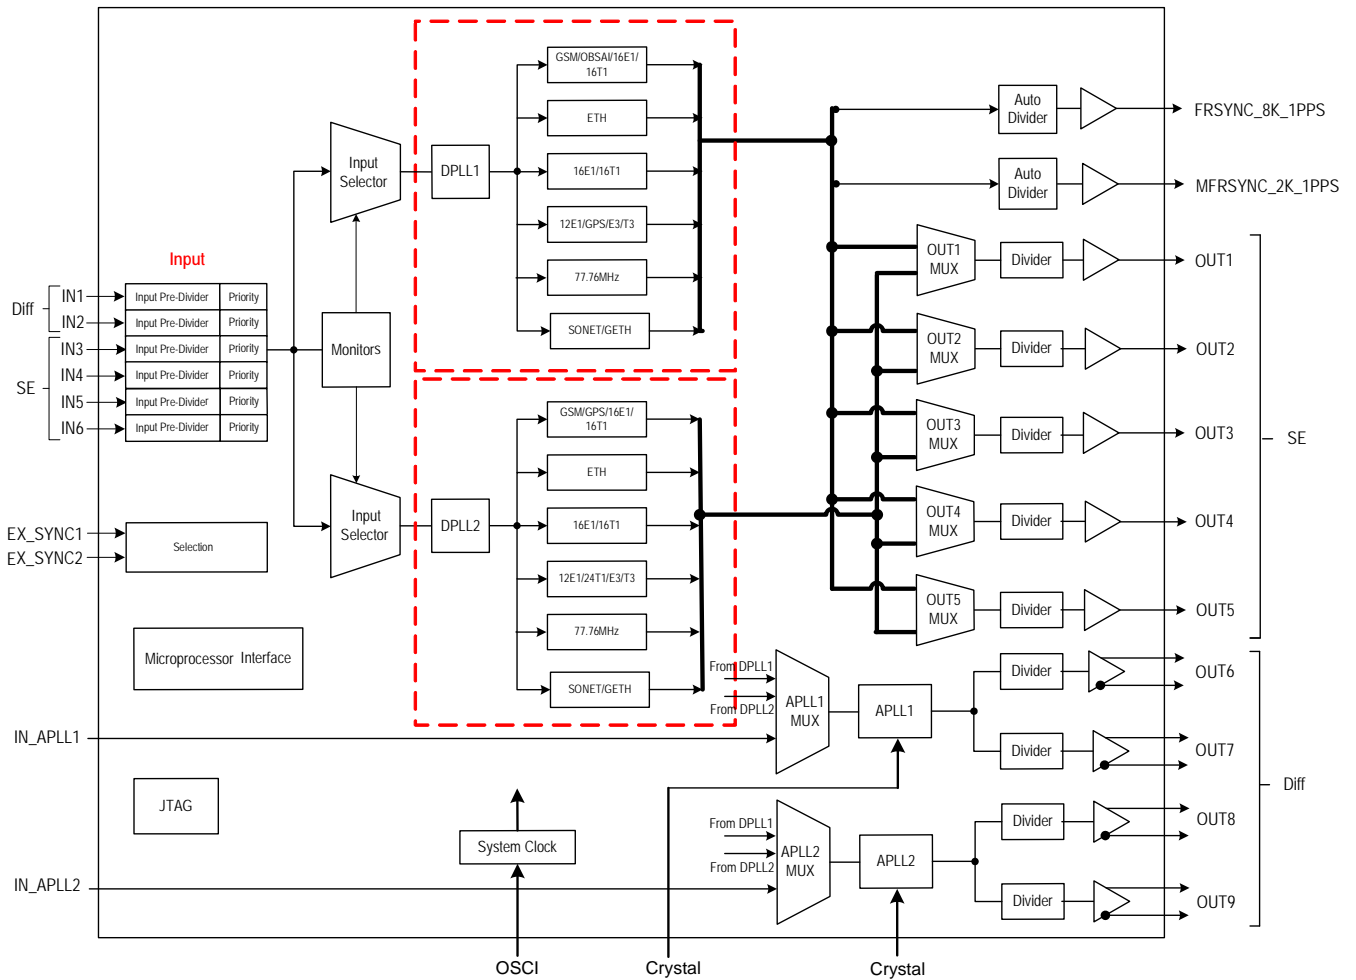 GSM/OBSAI/16E1/
16T1
ETH
16E1/16T1
12E1/GPS/E3/T3
77.76MHz
SONET/GETH
Input
Selector
DPLL1
Auto
Divider
FRSYNC_8K_1PPS
Auto
Divider
MFRSYNC_2K_1PPS
Input
Diff
IN1
Input Pre-Divider
Priority
IN2
Input Pre-Divider
Priority
SE
IN3
Input Pre-Divider
Priority
IN4
Input Pre-Divider
Priority
IN5
Input Pre-Divider
Priority
IN6
Input Pre-Divider
Priority
Monitors
OUT1
MUX
Divider
OUT1
OUT2
MUX
Divider
OUT2
OUT3
MUX
Divider
OUT3
SE
OUT4
MUX
Divider
OUT4
OUT5
MUX
Divider
OUT5
GSM/GPS/16E1/
16T1
ETH
16E1/16T1
12E1/24T1/E3/T3
77.76MHz
SONET/GETH
Input
Selector
DPLL2
EX_SYNC1
EX_SYNC2
Selection
Microprocessor Interface
From DPLL1
From DPLL2
APLL1
MUX
APLL1
Divider
OUT6
IN_APLL1
Divider
OUT7
Diff
JTAG
System Clock
From DPLL1
From DPLL2
APLL2
MUX
APLL2
Divider
OUT8
IN_APLL2
Divider
OUT9
OSCI
Crystal
Crystal